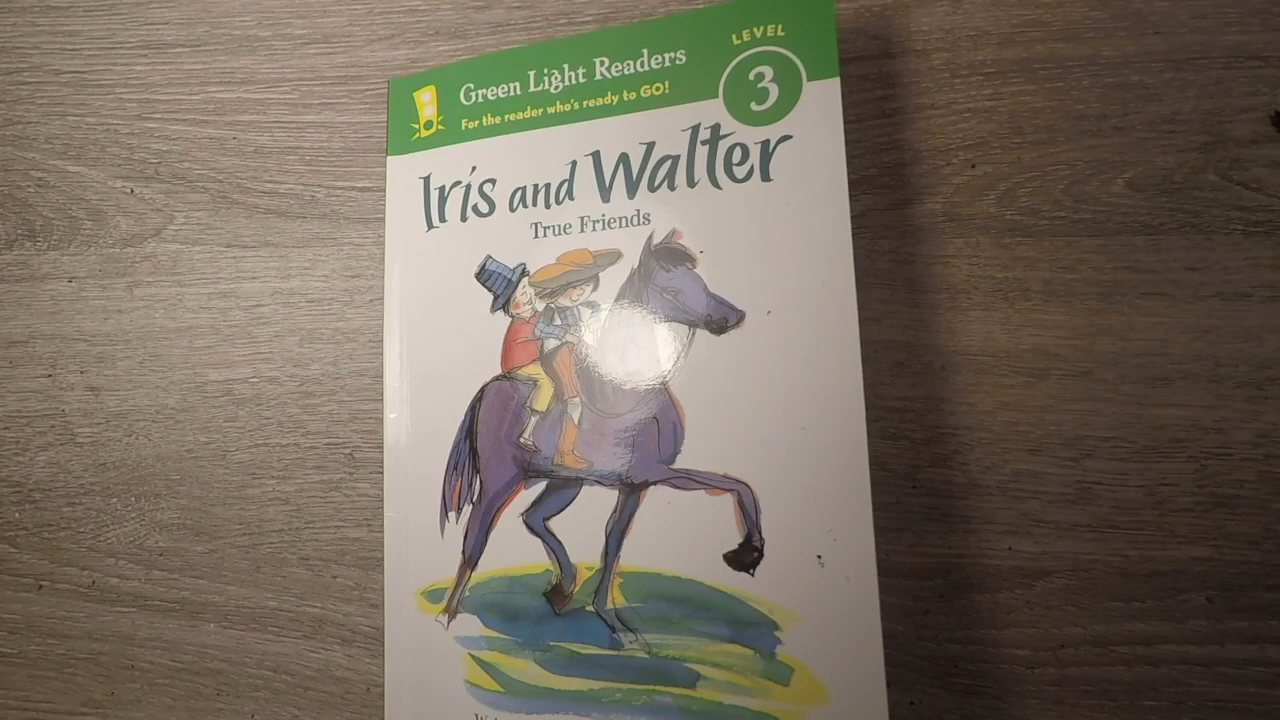 LEVEL
3
Green Light Readers
For the reader who's ready to GO!
Iris and Walter
True Friends